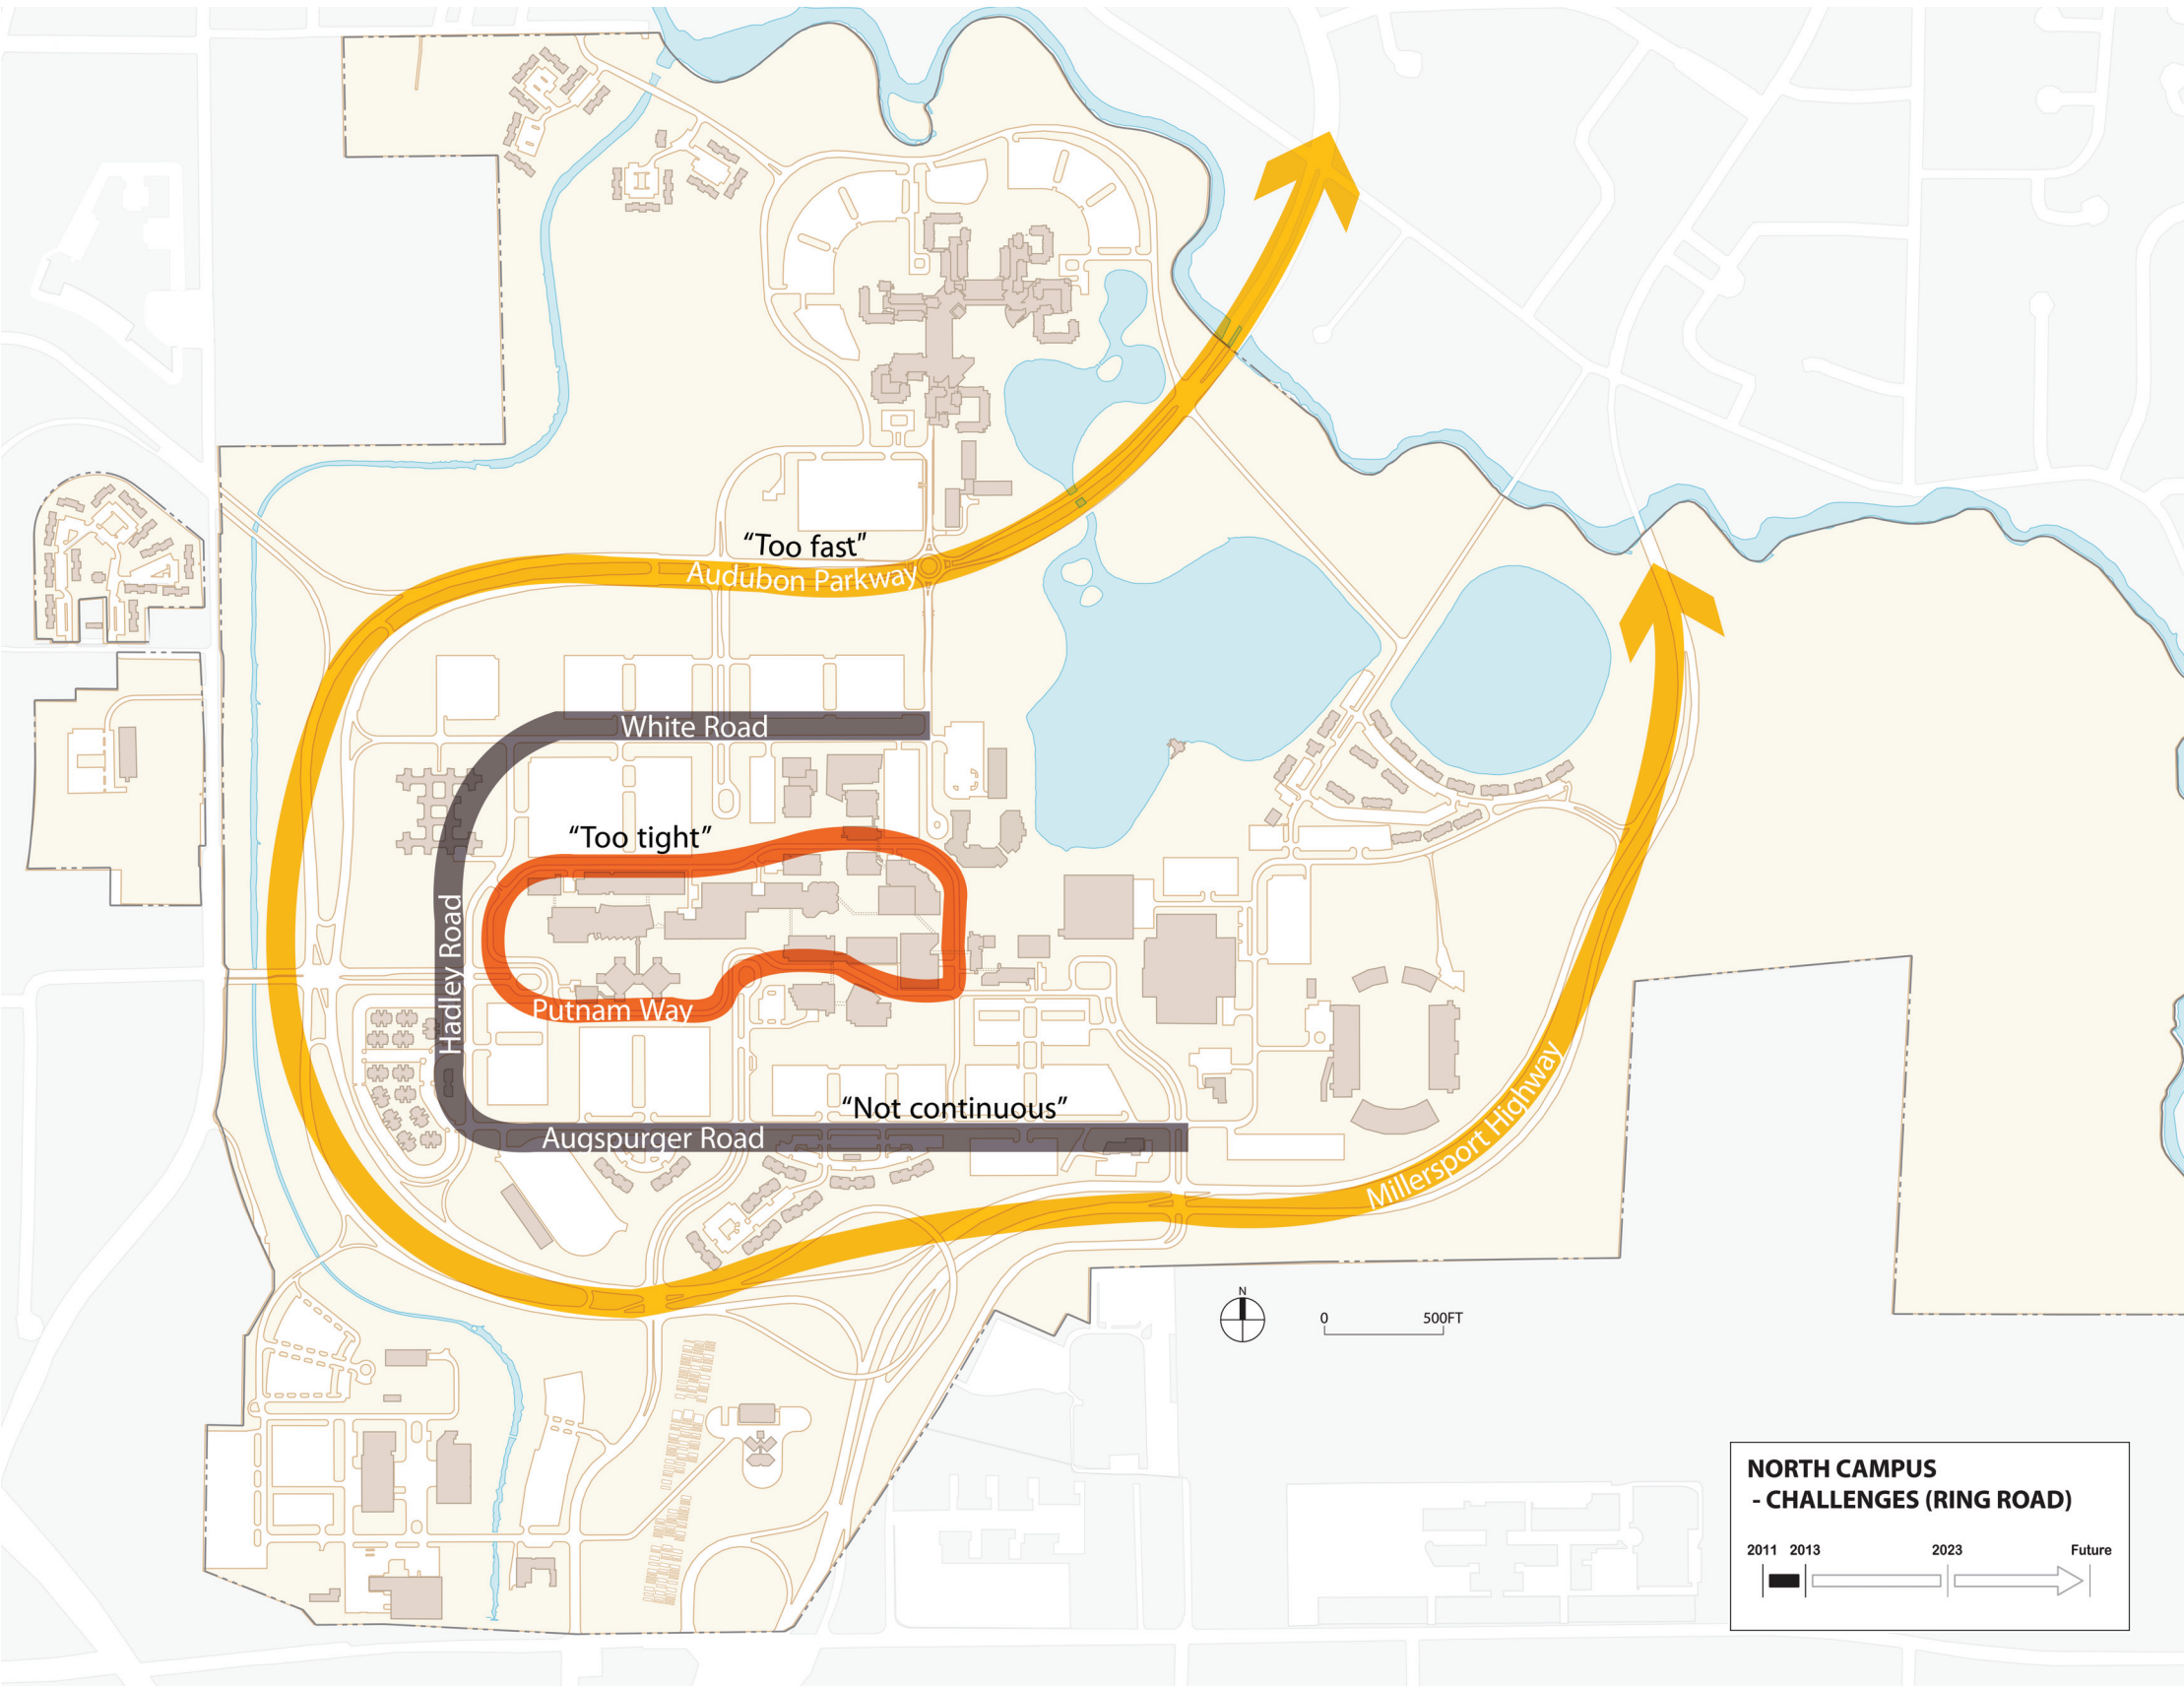 “Too fast”
Audubon Parkway
White Road
“Too tight”
Hadley Road
Putnam Way
“Not continuous”
Augspurger Road
Millersport Highway
N
0 500FT
NORTH CAMPUS
- CHALLENGES (RING ROAD)
2011 2013 2023 Future